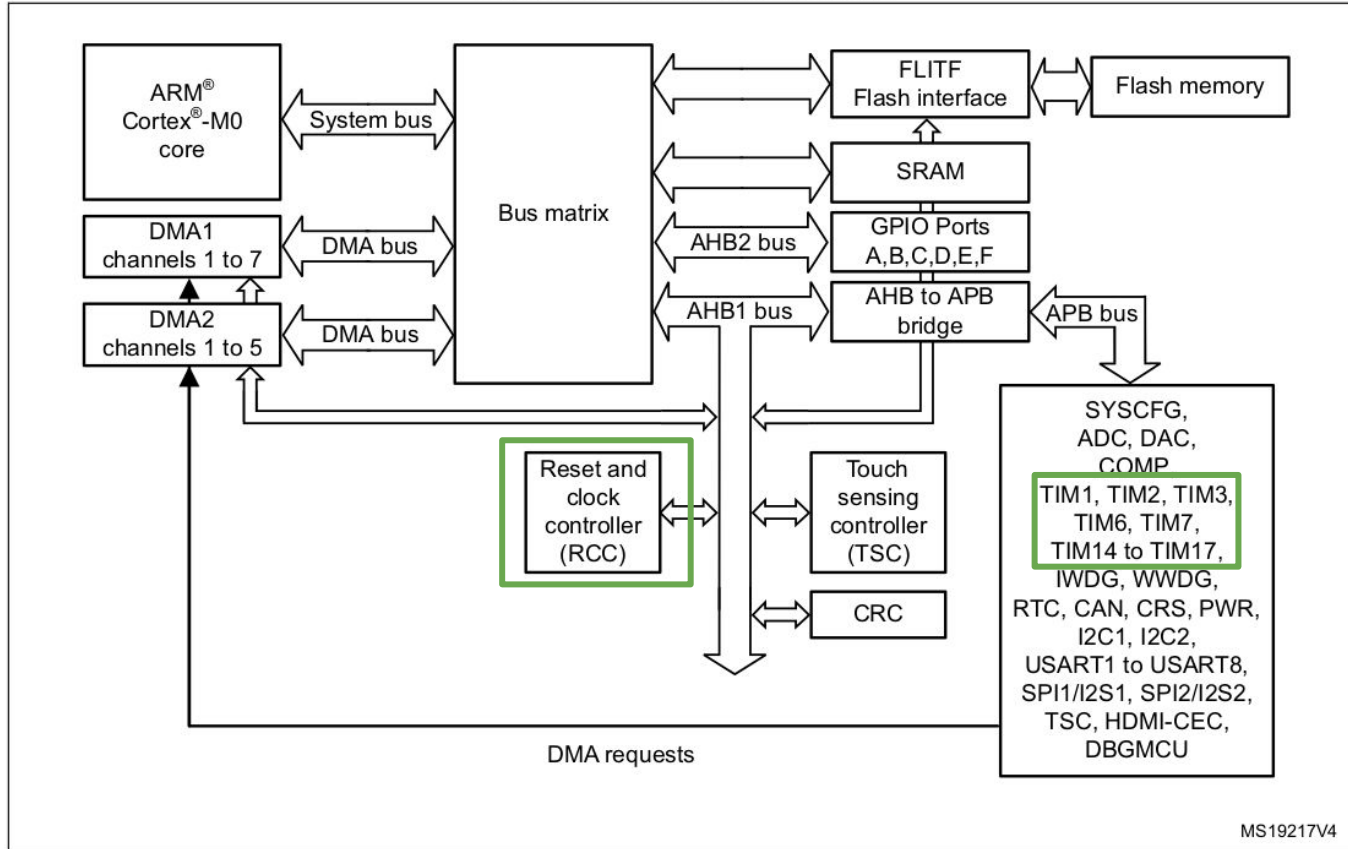 ARM®
Cortex®-M0
core
System bus
Bus matrix
FLITF
Flash interface
Flash memory
SRAM
DMA1
channels 1 to 7
DMA bus
AHB2 bus
GPIO Ports
A,B,C,D,E,F
DMA2
channels 1 to 5
DMA bus
AHB1 bus
AHB to APB
bridge
APB bus
Reset and
clock
controller
(RCC)
Touch
sensing
controller
(TSC)
CRC
SYSCFG,
ADC, DAC,
COMP,
TIM1, TIM2, TIM3,
TIM6, TIM7,
TIM14 to TIM17,
IWDG, WWDG,
RTC, CAN, CRS, PWR,
I2C1, I2C2,
USART1 to USART8,
SPI1/I2S1, SPI2/I2S2,
TSC, HDMI-CEC,
DBGMCU
DMA requests
MS19217V4